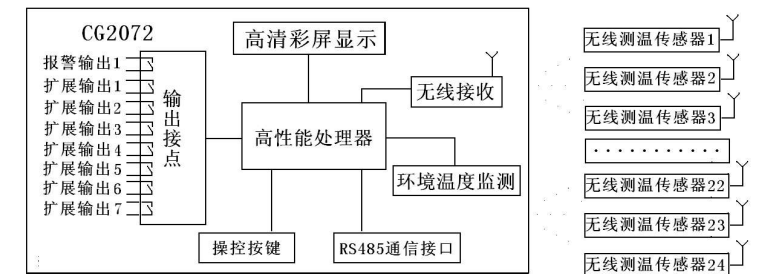 CG2072
高清彩屏显示
报警输出1
扩展输出1
扩展输出2
扩展输出3
扩展输出4
扩展输出5
扩展输出6
扩展输出7
输出接点
高性能处理器
无线接收
环境温度监测
操控按键
RS485通信接口
无线测温传感器1
无线测温传感器2
无线测温传感器3
···········
无线测温传感器22
无线测温传感器23
无线测温传感器24